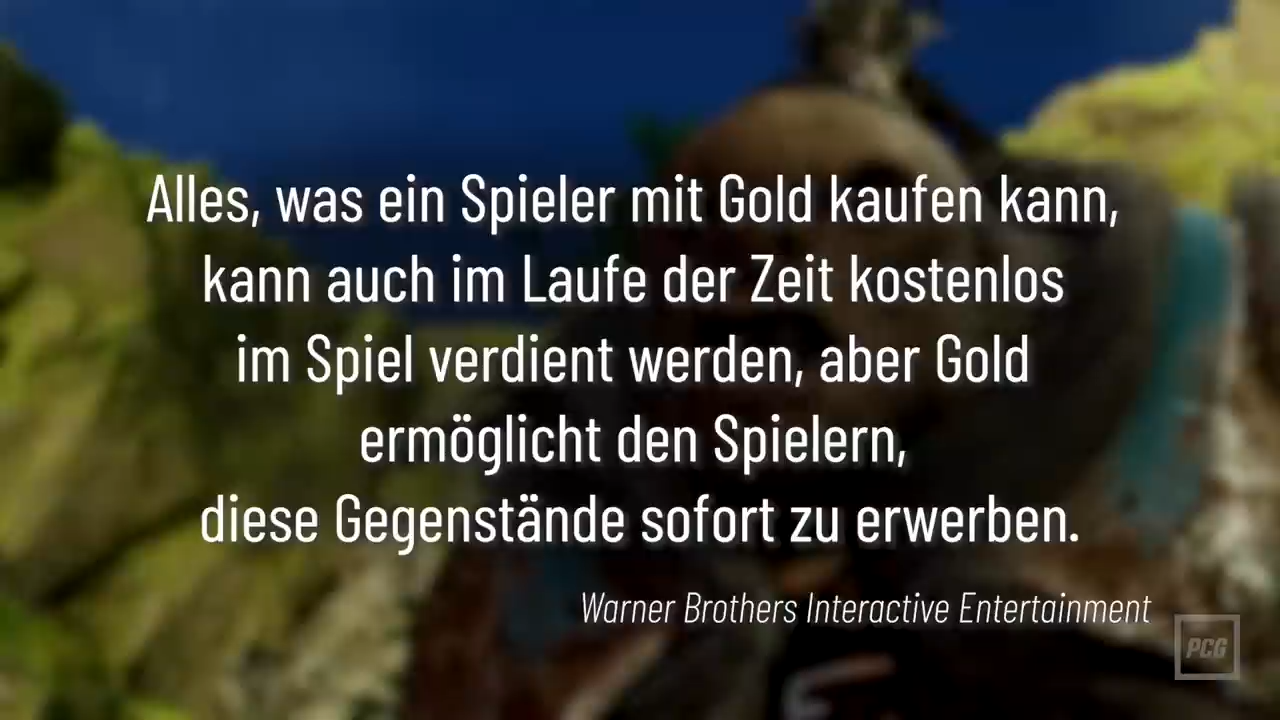 Alles, was ein Spieler mit Gold kaufen kann,
kann auch im Laufe der Zeit kostenlos
im Spiel verdient werden, aber Gold
ermöglicht den Spielern,
diese Gegenstände sofort zu erwerben.
Warner Brothers Interactive Entertainment
PCG